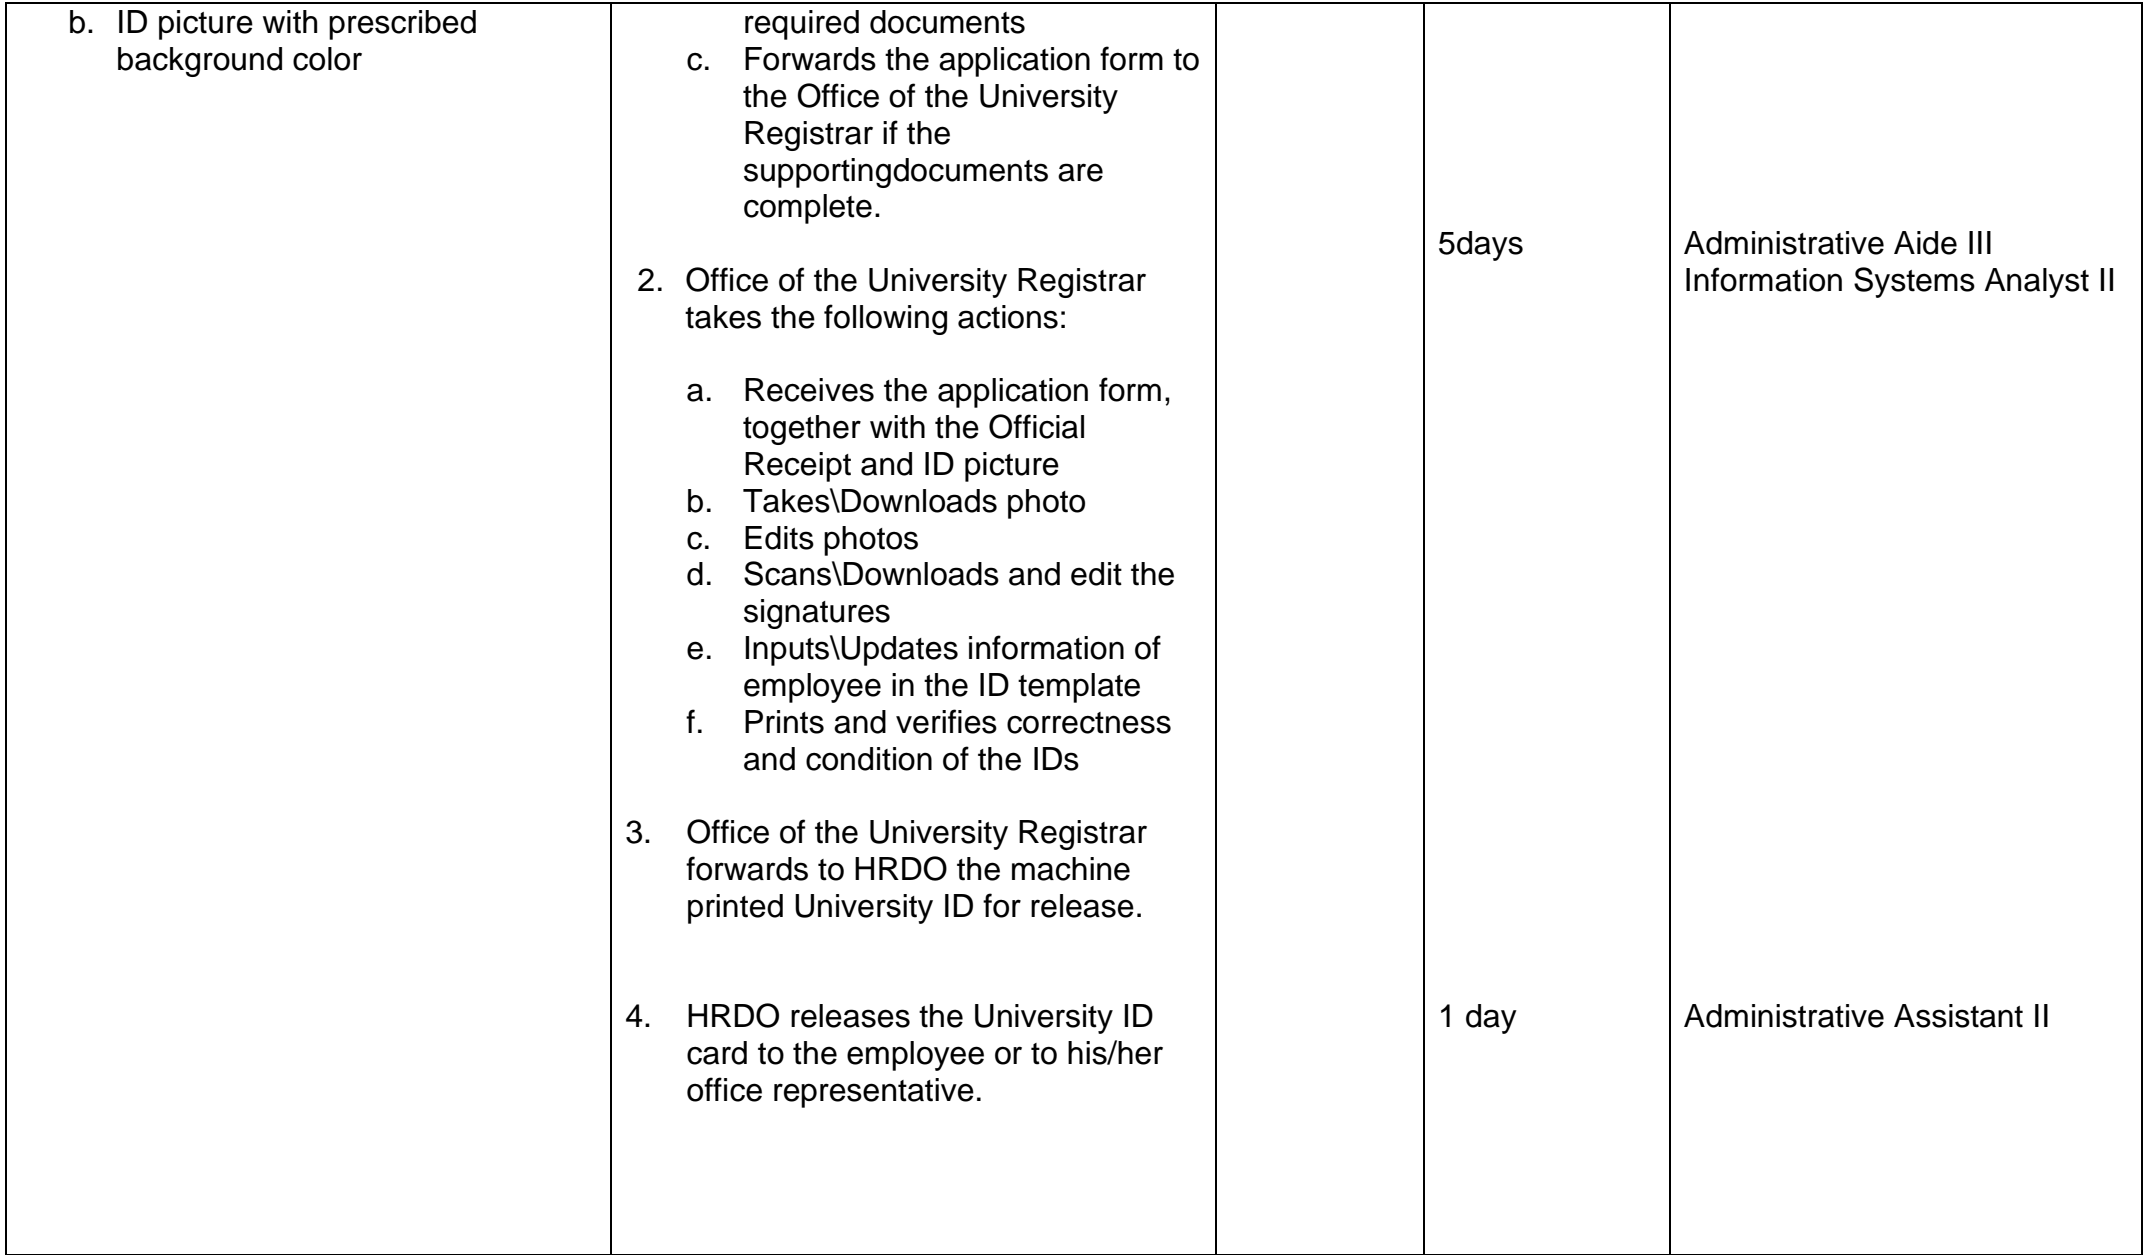 b. ID picture with prescribed
background color
required documents
c. Forwards the application form to
the Office of the University
Registrar if the
supportingdocuments are
complete.
2. Office of the University Registrar
takes the following actions:
a. Receives the application form,
together with the Official
Receipt and ID picture
b. Takes\Downloads photo
c. Edits photos
d. Scans\Downloads and edit the
signatures
e. Inputs\Updates information of
employee in the ID template
f. Prints and verifies correctness
and condition of the IDs
3. Office of the University Registrar
forwards to HRDO the machine
printed University ID for release.
4. HRDO releases the University ID
card to the employee or to his/her
office representative.
5days
1 day
Administrative Aide III
Information Systems Analyst II
Administrative Assistant II